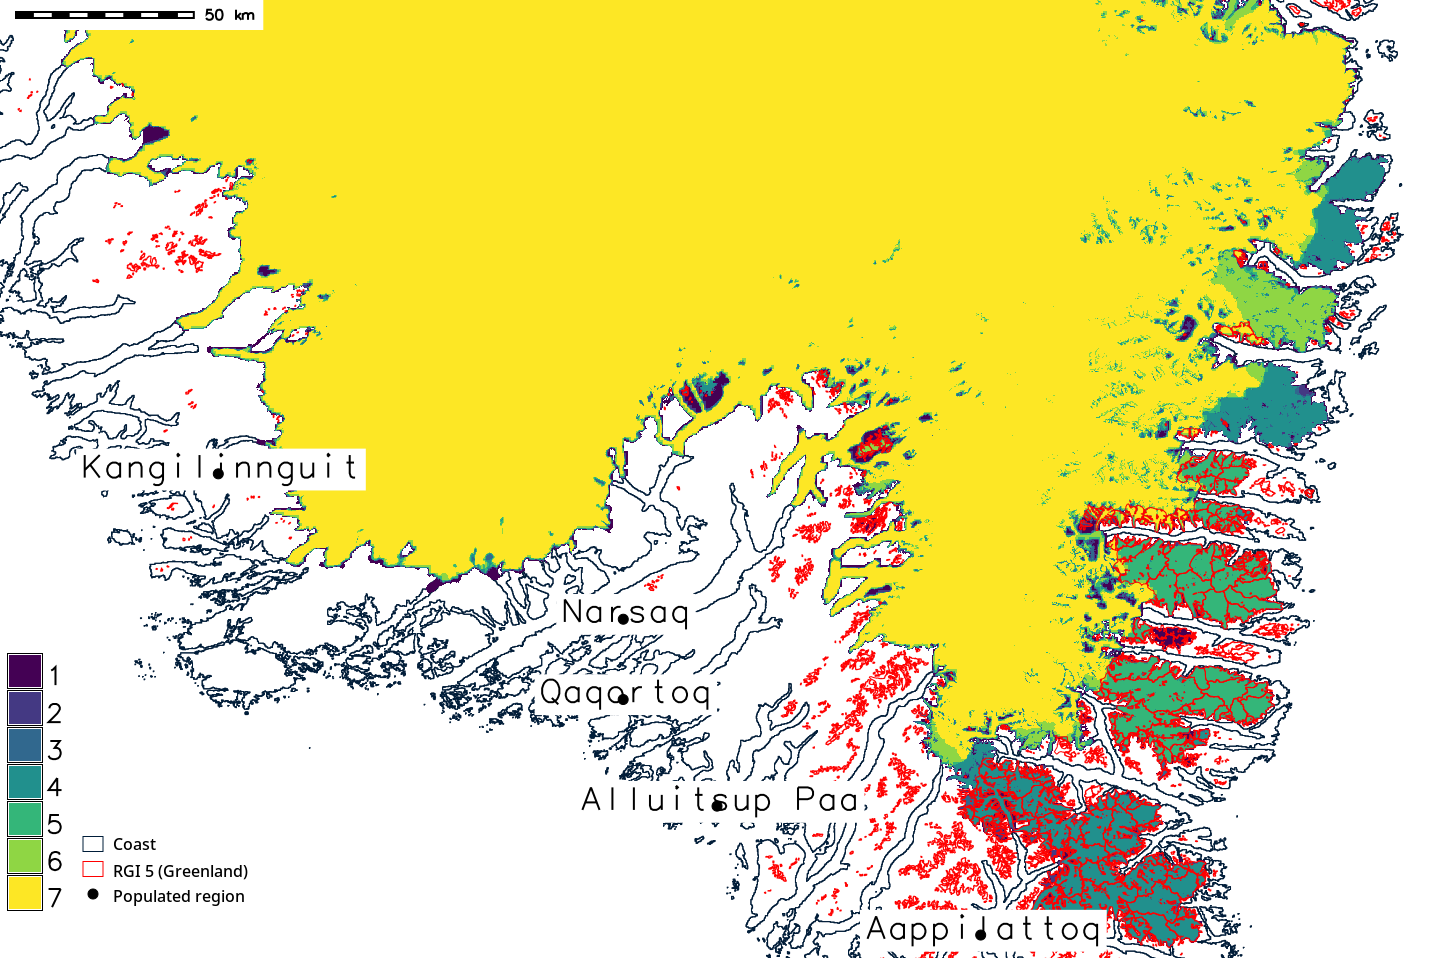 50 km
Kangilinnguit
Narsaq
Qaqortoq
Alluitsup Paa
Aappilattoq
1
2
3
4
5
6
7
Coast
RGI 5 (Greenland)
Populated region